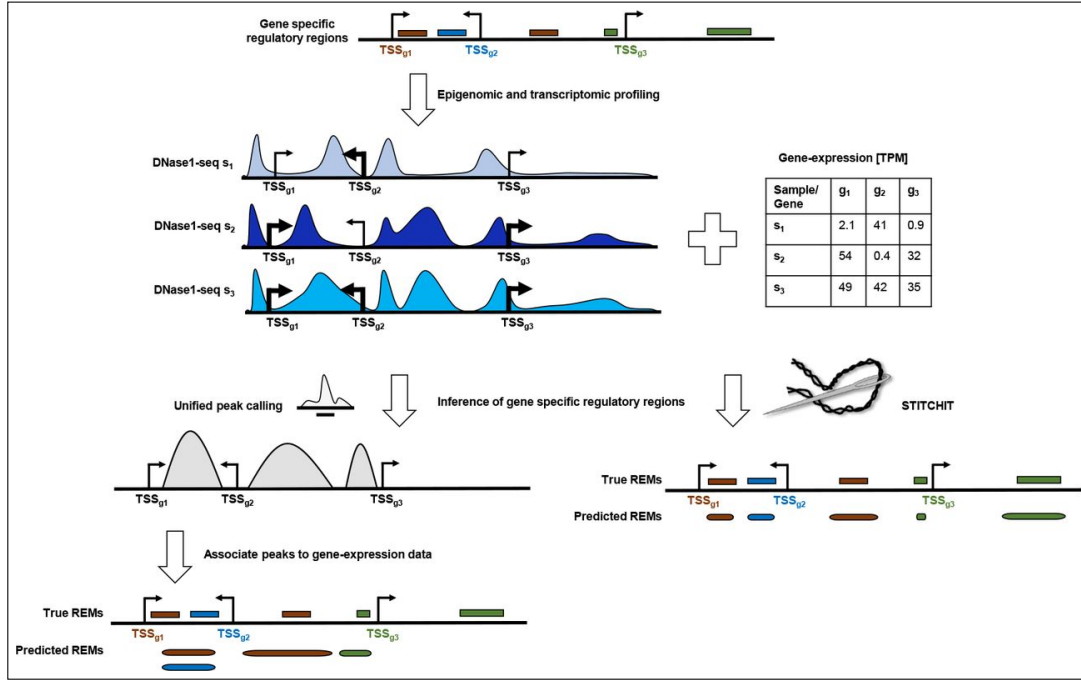 Gene specific
regulatory regions
TSSg1 TSSg2 TSSg3
Epigenomic and transcriptomic profiling
DNase1-seq s1
TSSg1 TSSg2 TSSg3
DNase1-seq s2
TSSg1 TSSg2 TSSg3
DNase1-seq s3
TSSg1 TSSg2 TSSg3
Gene-expression [TPM]
Sample/ Gene g1 g2 g3
s1 2.1 41 0.9
s2 54 0.4 32
s3 49 42 35
Unified peak calling
Inference of gene specific regulatory regions
STITCHIT
TSSg1 TSSg2 TSSg3
True REMs
TSSg1 TSSg2 TSSg3
Predicted REMs
Associate peaks to gene-expression data
True REMs
TSSg1 TSSg2 TSSg3
Predicted REMs